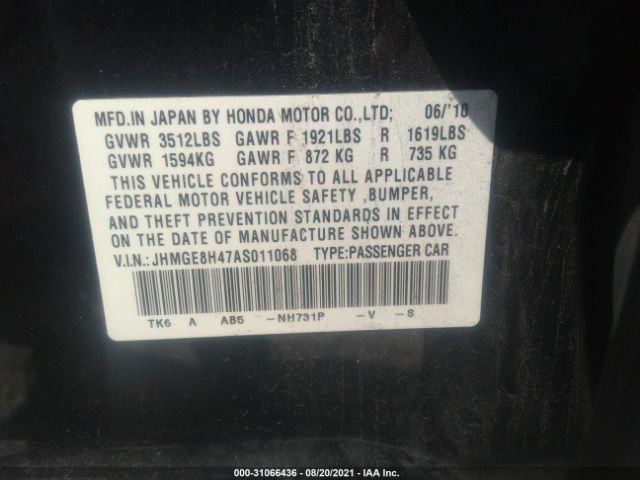 MFD.IN JAPAN BY HONDA MOTOR CO.,LTD; 06/'10
GVWR 3512LBS GAWR F 1921LBS R 1619LBS
GVWR 1594KG GAWR F 872 KG R 735 KG
THIS VEHICLE CONFORMS TO ALL APPLICABLE
FEDERAL MOTOR VEHICLE SAFETY ,BUMPER,
AND THEFT PREVENTION STANDARDS IN EFFECT
ON THE DATE OF MANUFACTURE SHOWN ABOVE.
V.I.N.: JHMGE8H47AS011068 TYPE:PASSENGER CAR
TK6 A AB5 -NH731P -V -S
000-31066436 - 08/20/2021 - IAA Inc.